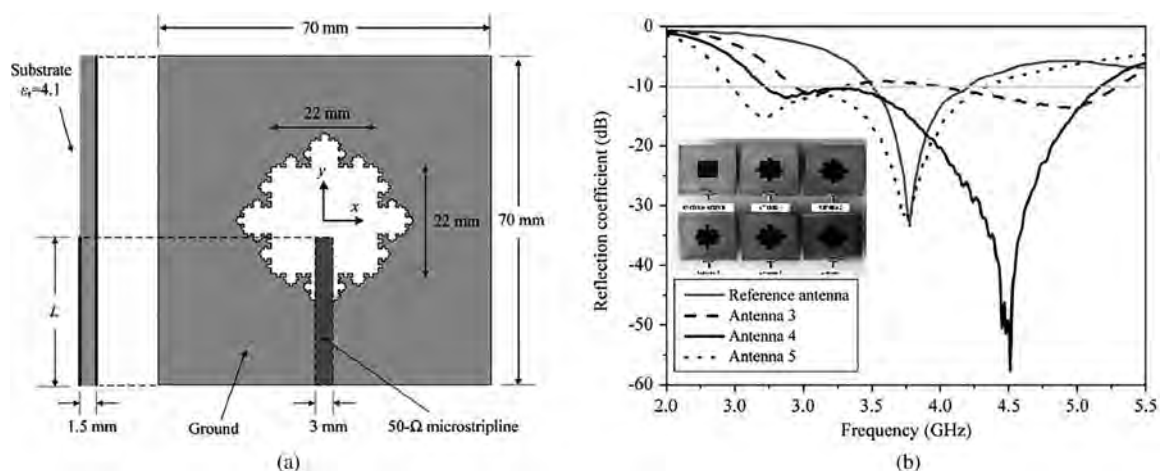 70 mm
Substrate
εr=4.1
22 mm
y
x
22 mm
70 mm
1.5 mm
Ground
3 mm
50-Ω microstripline
(a)
Reflection coefficient (dB)
0
-10
-20
-30
-40
-50
-60
Reference antenna
Antenna 3
Antenna 4
Antenna 5
2.0 2.5 3.0 3.5 4.0 4.5 5.0 5.5
Frequency (GHz)
(b)